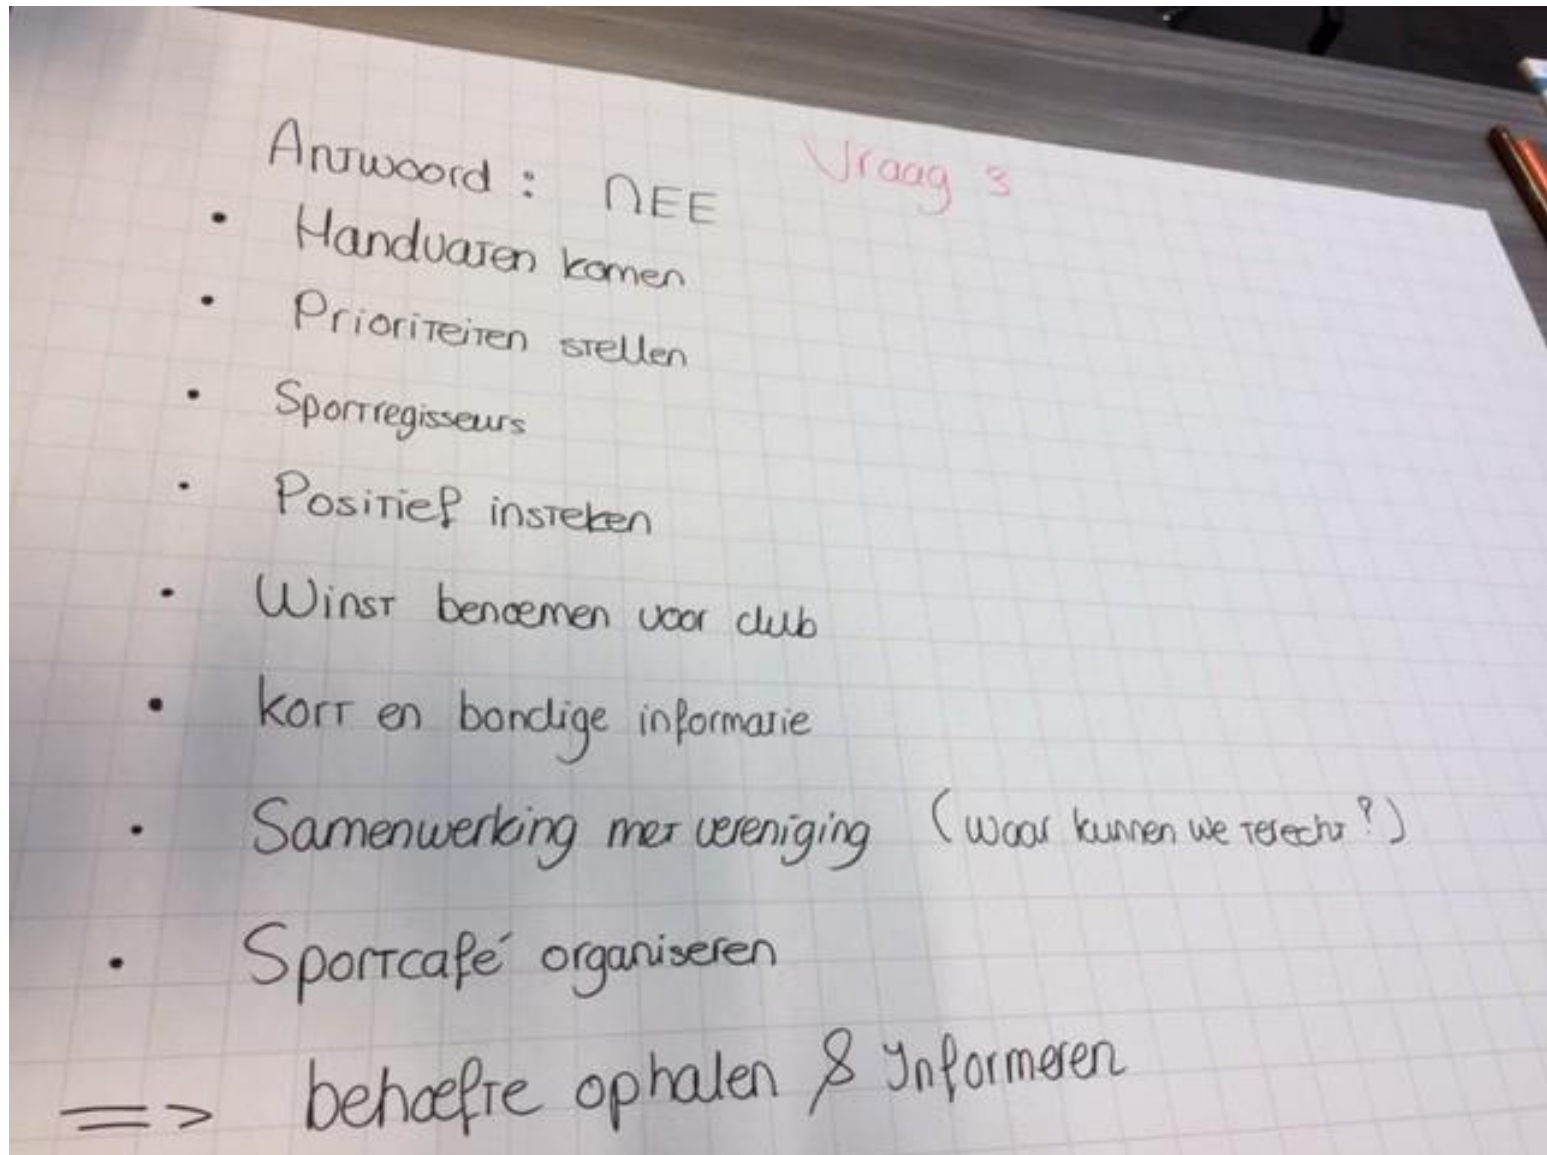 Vraag 3
Antwoord : NEE
• Handvaten komen
• Prioriteiten stellen
• Sportregisseurs
• Positief insteken
• Winst benoemen voor club
• kort en bondige informatie
• Samenwerking met vereniging (waar kunnen we terecht?)
• Sportcafé organiseren
=> behoefte ophalen & Informeren